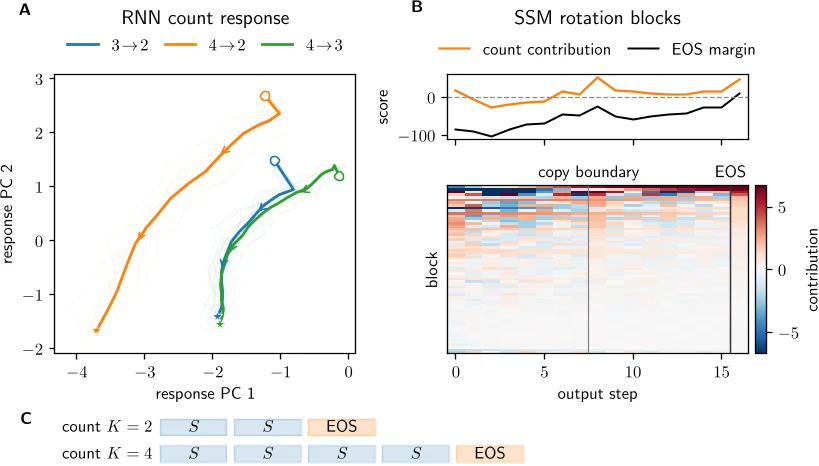 A
RNN count response
3→2 4→2 4→3
3
2
1
0
−1
−2
response PC 2
−4 −3 −2 −1 0
response PC 1
B
SSM rotation blocks
count contribution EOS margin
score
0
−100
copy boundary EOS
block
5
0
−5
contribution
0 5 10 15
output step
C
count K = 2 S S EOS
count K = 4 S S S S EOS